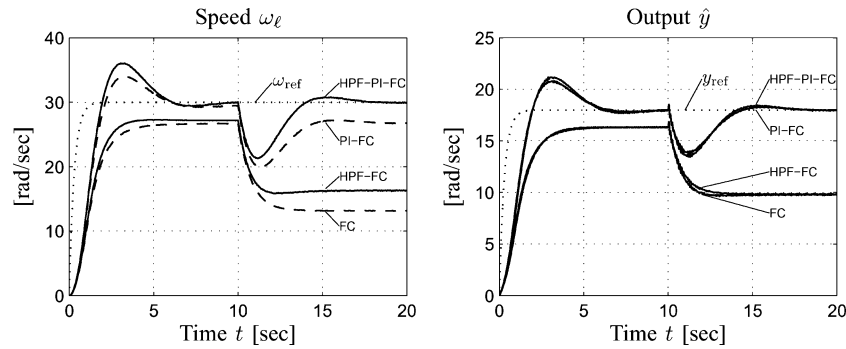 Speed ωℓ
[rad/sec]
40
30
20
10
0
ωref
HPF−PI−FC
PI−FC
HPF−FC
FC
0 5 10 15 20
Time t [sec]
Output ŷ
[rad/sec]
25
20
15
10
5
0
yref
HPF−PI−FC
PI−FC
HPF−FC
FC
0 5 10 15 20
Time t [sec]